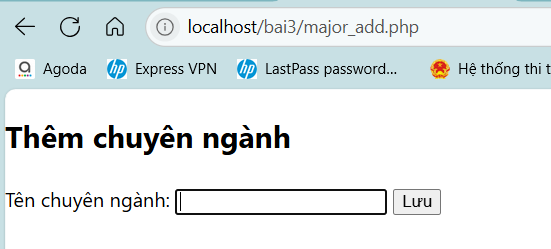 localhost/bai3/major_add.php
Agoda Express VPN LastPass password... Hệ thống thi t
Thêm chuyên ngành
Tên chuyên ngành: Lưu